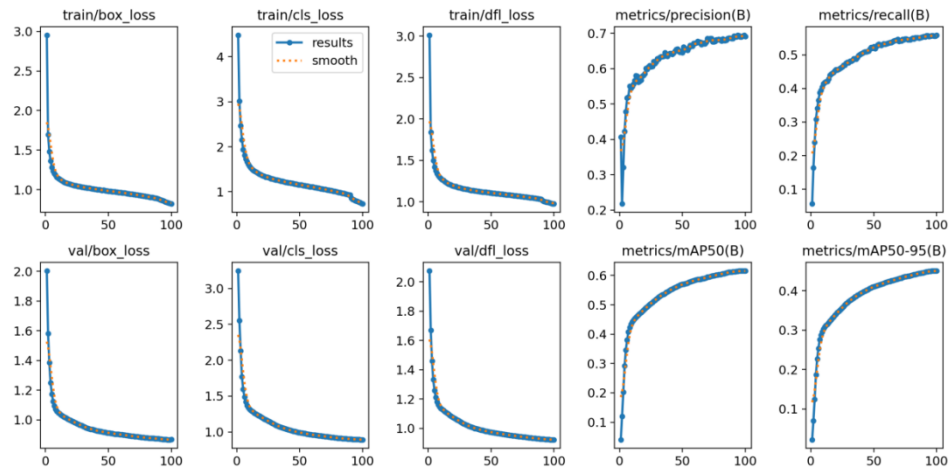 train/box_loss
train/cls_loss
train/dfl_loss
metrics/precision(B)
metrics/recall(B)
3.0
2.5
2.0
1.5
1.0
0 50 100
4
3
2
1
results
smooth
0 50 100
3.0
2.5
2.0
1.5
1.0
0 50 100
0.7
0.6
0.5
0.4
0.3
0.2
0 50 100
0.5
0.4
0.3
0.2
0.1
0 50 100
val/box_loss
val/cls_loss
val/dfl_loss
metrics/mAP50(B)
metrics/mAP50-95(B)
2.0
1.8
1.6
1.4
1.2
1.0
0 50 100
3.0
2.5
2.0
1.5
1.0
0 50 100
2.0
1.8
1.6
1.4
1.2
1.0
0 50 100
0.6
0.5
0.4
0.3
0.2
0.1
0 50 100
0.4
0.3
0.2
0.1
0 50 100